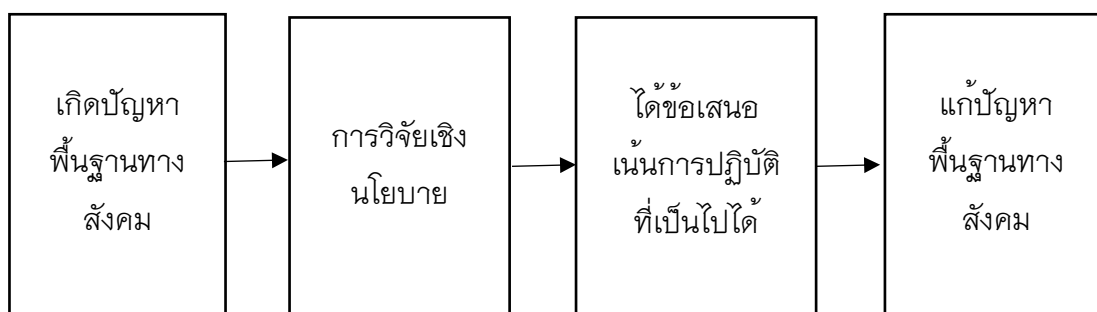 เกิดปัญหา
พื้นฐานทาง
สังคม
การวิจัยเชิง
นโยบาย
ได้ข้อเสนอ
เน้นการปฏิบัติ
ที่เป็นไปได้
แก้ปัญหา
พื้นฐานทาง
สังคม